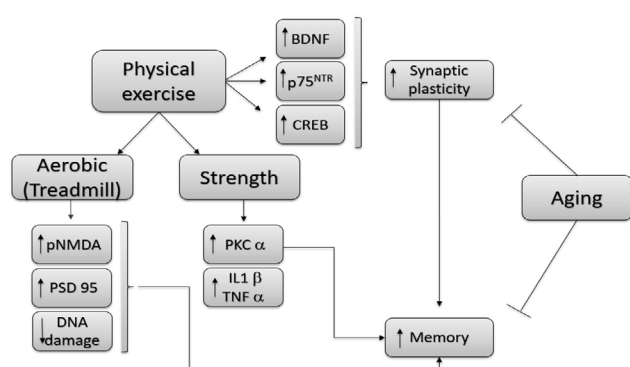 Physical
exercise
↑ BDNF
↑ p75NTR
↑ CREB
↑ Synaptic
plasticity
Aerobic
(Treadmill)
Strength
Aging
↑ pNMDA
↑ PSD 95
↓ DNA
damage
↑ PKC α
↑ IL1 β
TNF α
↑ Memory